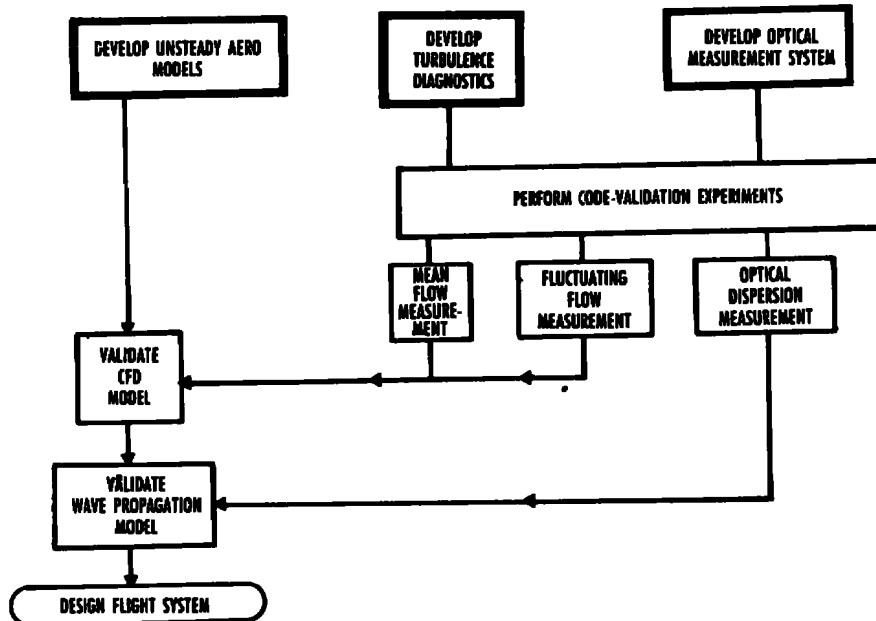 DEVELOP UNSTEADY AERO
MODELS
DEVELOP
TURBULENCE
DIAGNOSTICS
DEVELOP OPTICAL
MEASUREMENT SYSTEM
PERFORM CODE-VALIDATION EXPERIMENTS
MEAN
FLOW
MEASURE-
MENT
FLUCTUATING
FLOW
MEASUREMENT
OPTICAL
DISPERSION
MEASUREMENT
VALIDATE
CFD
MODEL
VALIDATE
WAVE PROPAGATION
MODEL
DESIGN FLIGHT SYSTEM